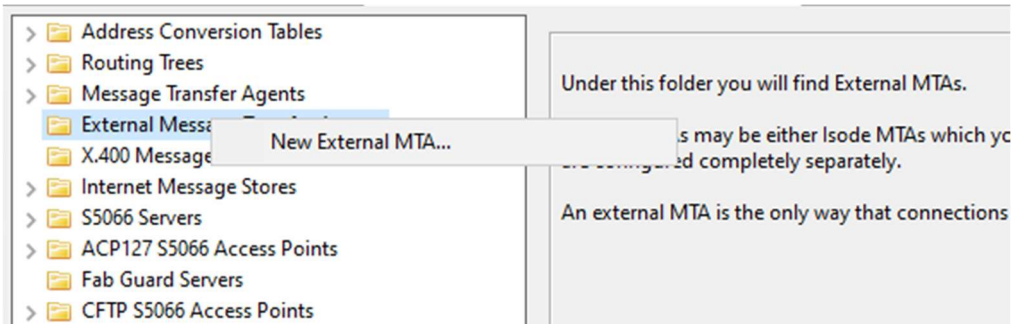 Address Conversion Tables
Routing Trees
Message Transfer Agents
External Messa
New External MTA...
X.400 Message
Internet Message Stores
S5066 Servers
ACP127 S5066 Access Points
Fab Guard Servers
CFTP S5066 Access Points
Under this folder you will find External MTAs.
s may be either Isode MTAs which yo
are configured completely separately.
An external MTA is the only way that connections